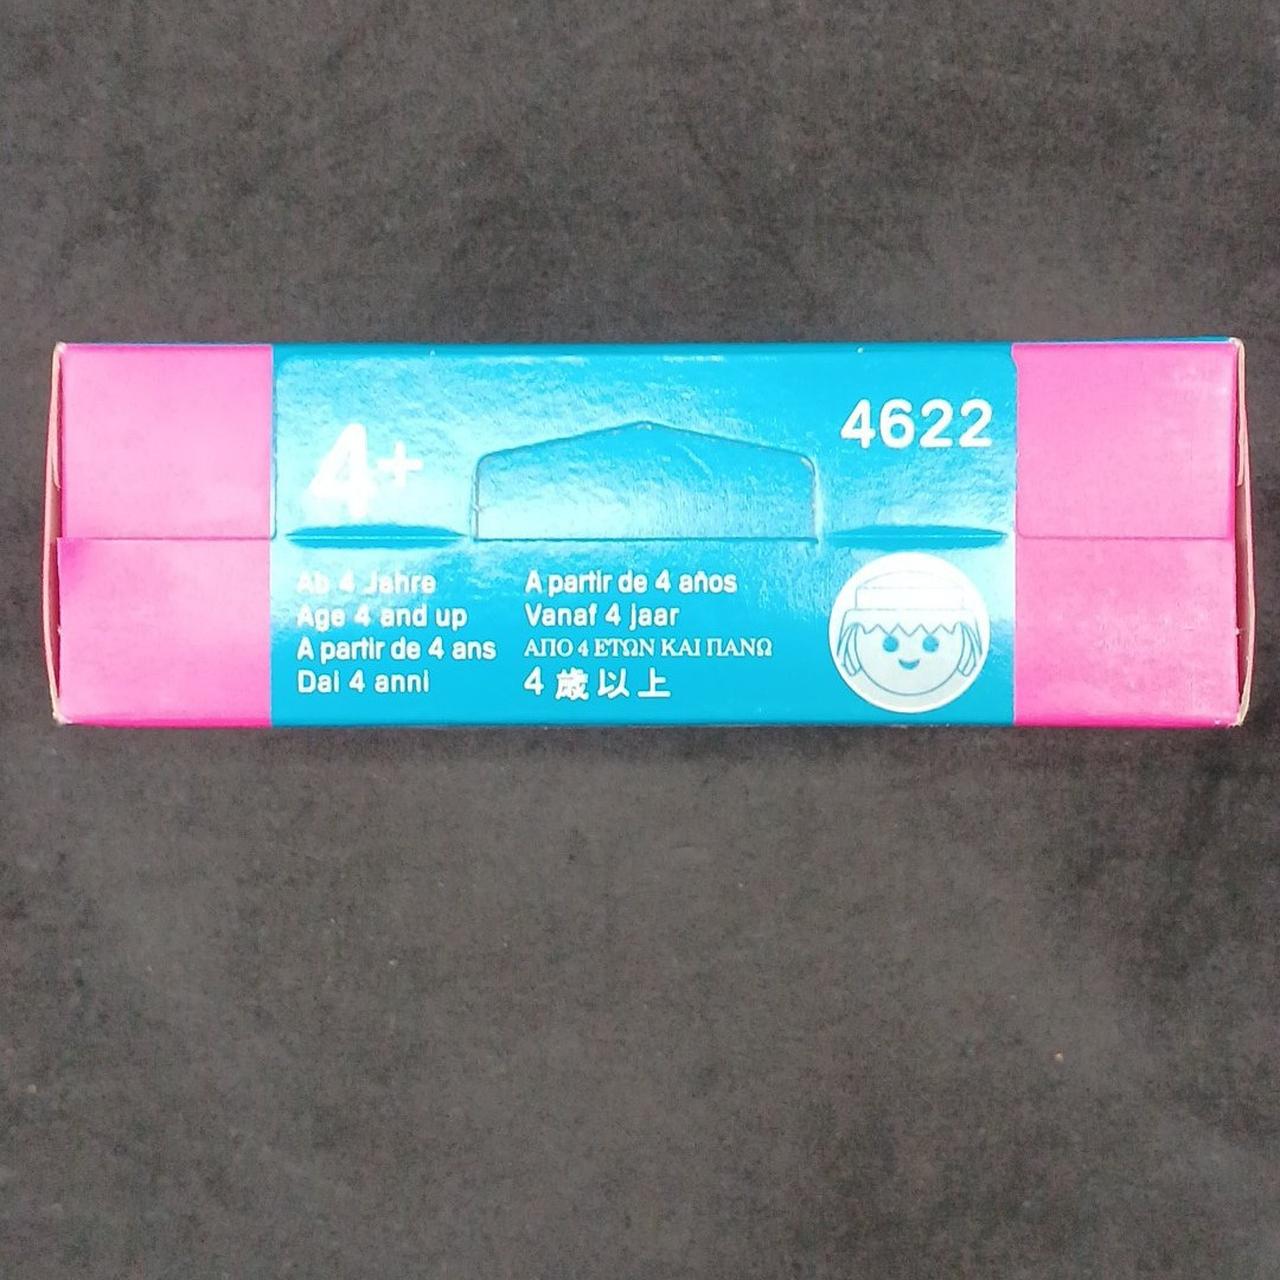 4+
4622
Ab 4 Jahre
Age 4 and up
A partir de 4 ans
Dai 4 anni
A partir de 4 años
Vanaf 4 jaar
ΑΠΟ 4 ΕΤΩΝ ΚΑΙ ΠΑΝΩ
4 歳以上